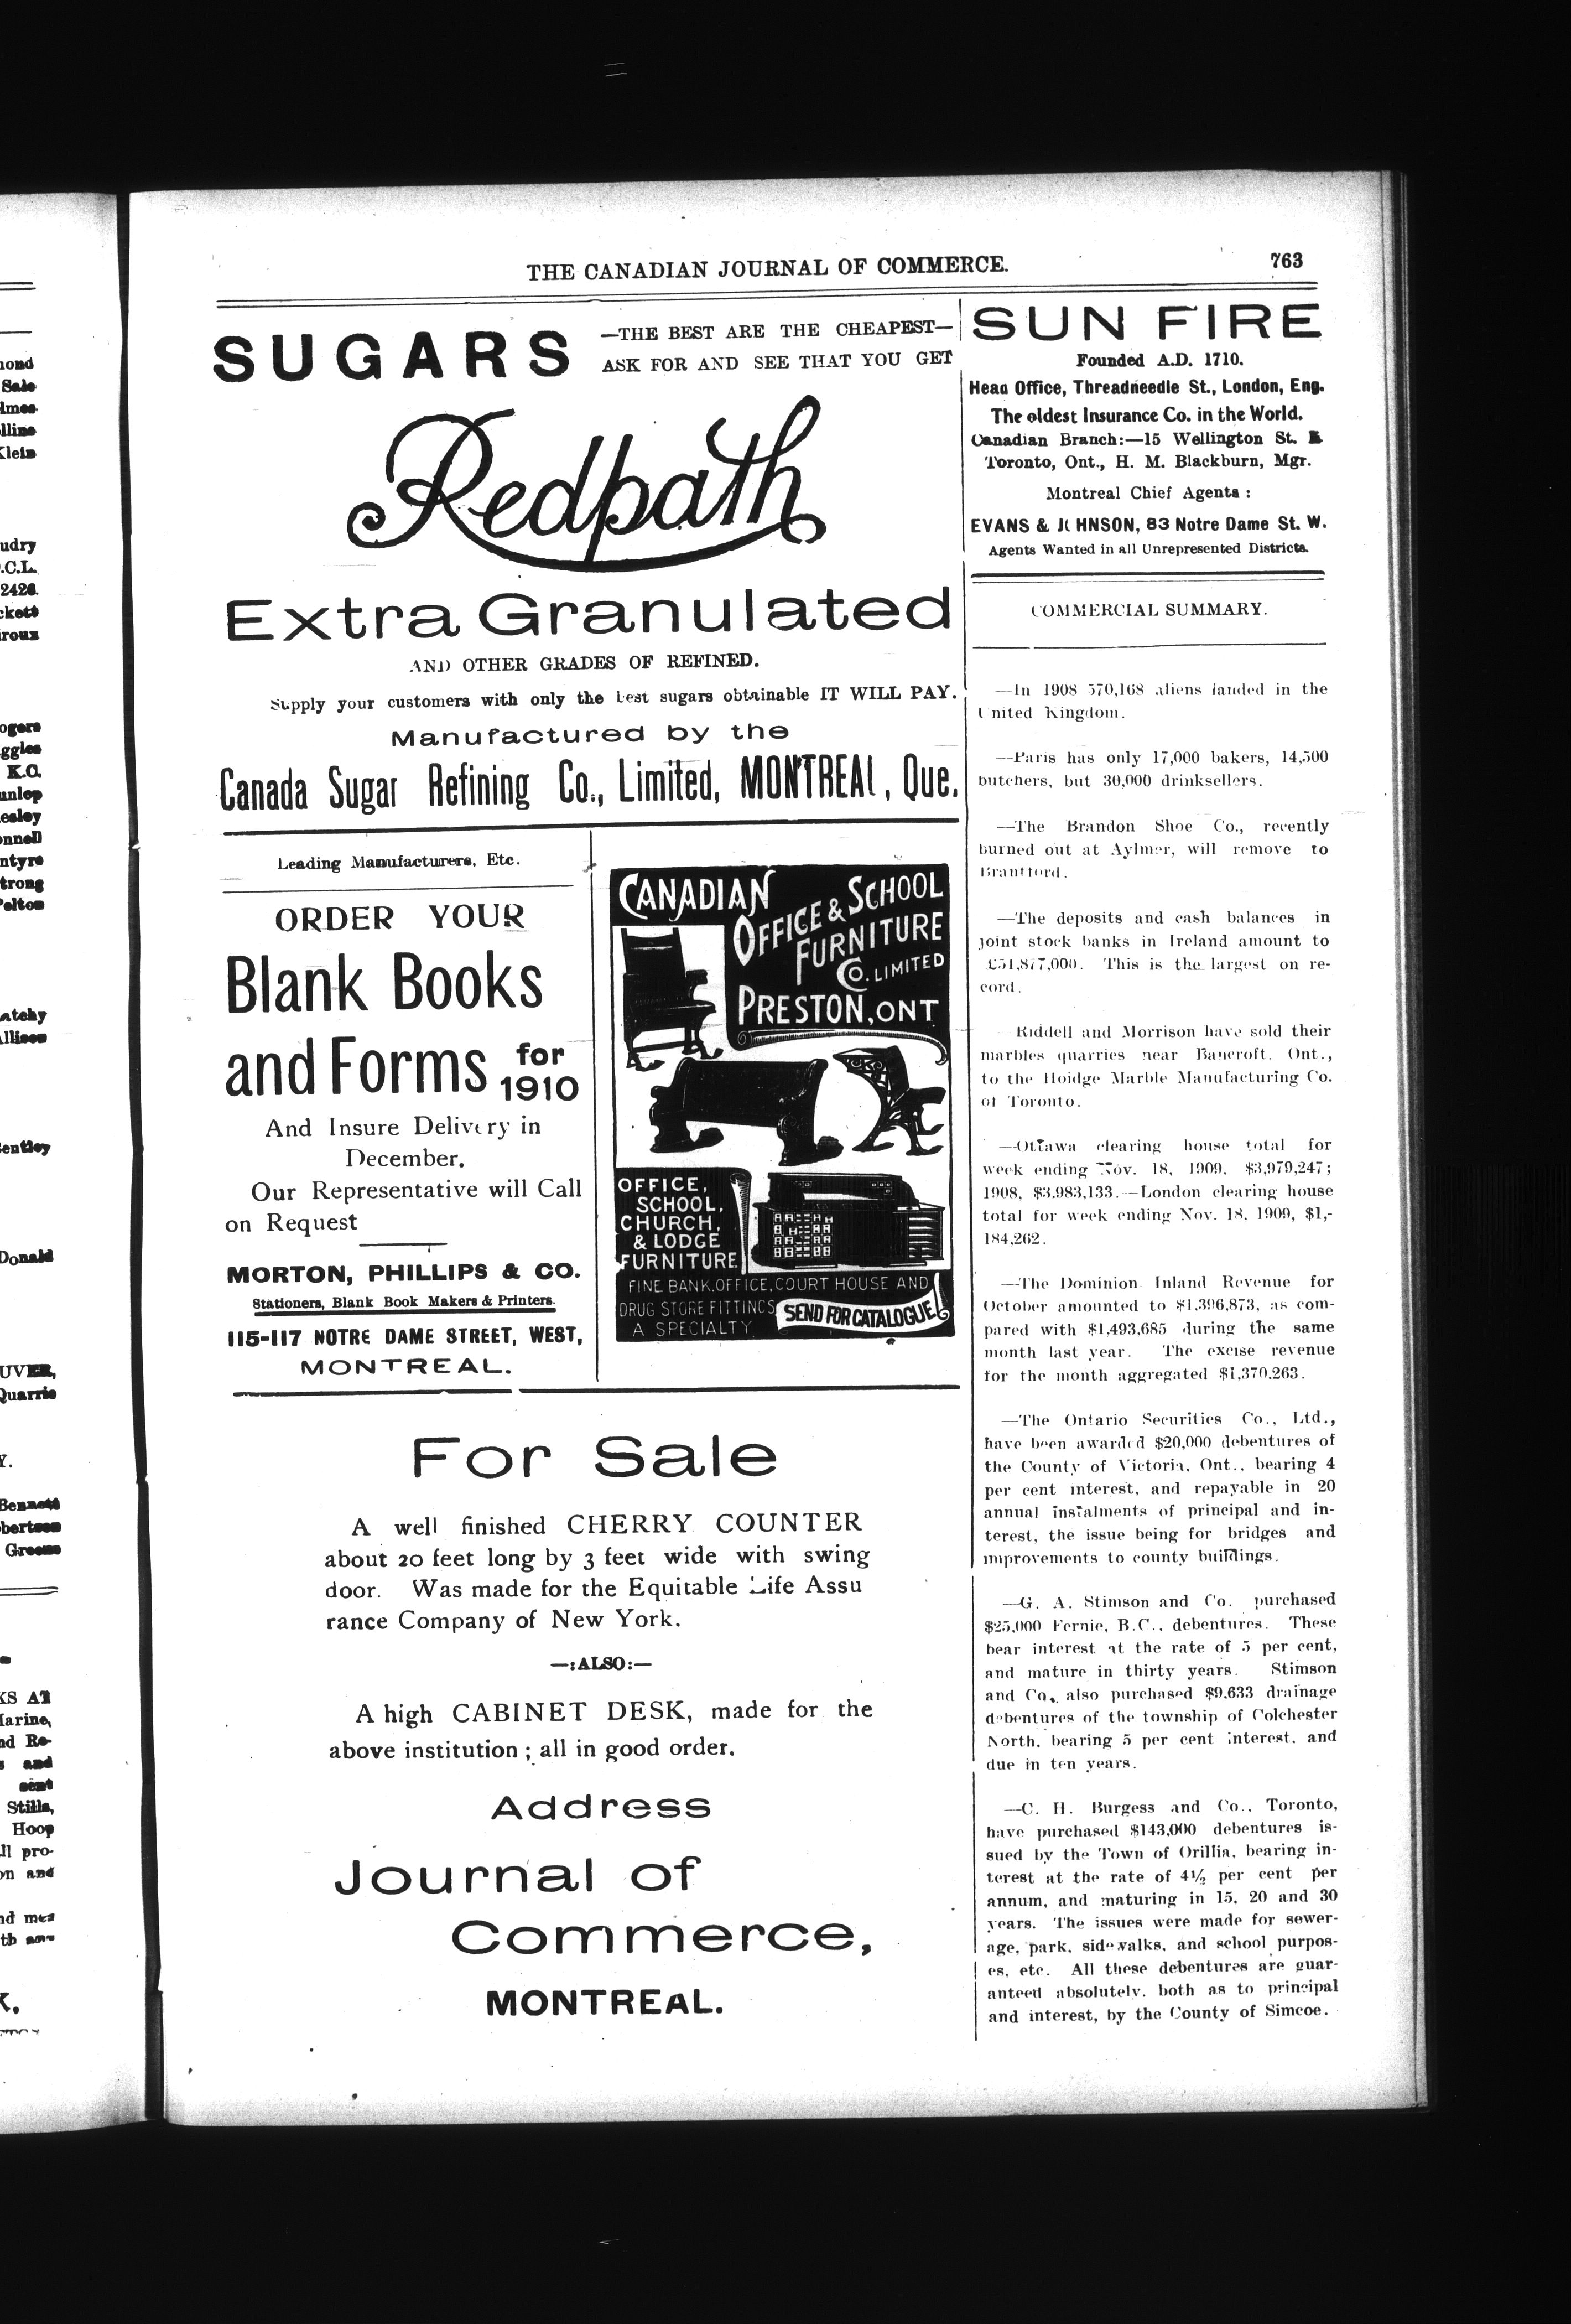 THE CANADIAN JOURNAL OF COMMERCE.
763
SUGARS
—THE BEST ARE THE CHEAPEST—
ASK FOR AND SEE THAT YOU GET
Redpath
Extra Granulated
AND OTHER GRADES OF REFINED.
Supply your customers with only the best sugars obtainable IT WILL PAY.
Manufactured by the
Canada Sugar Refining Co., Limited, MONTREAL, Que.
Leading Manufacturers, Etc.
ORDER YOUR
Blank Books
and Forms for 1910
And Insure Delivery in
December.
Our Representative will Call
on Request
MORTON, PHILLIPS & CO.
Stationers, Blank Book Makers & Printers.
115-117 NOTRE DAME STREET, WEST,
MONTREAL.
CANADIAN
OFFICE & SCHOOL
FURNITURE
CO. LIMITED
PRESTON, ONT.
OFFICE,
SCHOOL,
CHURCH,
& LODGE
FURNITURE
FINE BANK, OFFICE, COURT HOUSE AND
DRUG STORE FITTINGS
A SPECIALTY
SEND FOR CATALOGUE
For Sale
A well finished CHERRY COUNTER
about 20 feet long by 3 feet wide with swing
door. Was made for the Equitable Life Assu
rance Company of New York.
—:ALSO:—
A high CABINET DESK, made for the
above institution ; all in good order.
Address
Journal of
Commerce,
MONTREAL.
SUN FIRE
Founded A.D. 1710.
Head Office, Threadneedle St., London, Eng.
The oldest Insurance Co. in the World.
Canadian Branch:—15 Wellington St. E
Toronto, Ont., H. M. Blackburn, Mgr.
Montreal Chief Agents :
EVANS & JOHNSON, 83 Notre Dame St. W.
Agents Wanted in all Unrepresented Districts.
COMMERCIAL SUMMARY.
—In 1908 570,168 aliens landed in the
United Kingdom.
—Paris has only 17,000 bakers, 14,500
butchers, but 30,000 drinksellers.
—The Brandon Shoe Co., recently
burned out at Aylmer, will remove to
Brantford.
—The deposits and cash balances in
joint stock banks in Ireland amount to
£51,877,000. This is the largest on re-
cord.
—Riddell and Morrison have sold their
marbles quarries near Bancroft, Ont.,
to the Hoidge Marble Manufacturing Co.
of Toronto.
—Ottawa clearing house total for
week ending Nov. 18, 1909, $3,979,247;
1908, $3,983,133.—London clearing house
total for week ending Nov. 18, 1909, $1,-
184,262.
—The Dominion Inland Revenue for
October amounted to $1,396,873, as com-
pared with $1,493,685 during the same
month last year. The excise revenue
for the month aggregated $1,370,263.
—The Ontario Securities Co., Ltd.,
have been awarded $20,000 debentures of
the County of Victoria, Ont., bearing 4
per cent interest, and repayable in 20
annual instalments of principal and in-
terest, the issue being for bridges and
improvements to county buildings.
—G. A. Stimson and Co. purchased
$25,000 Fernie, B.C., debentures. These
bear interest at the rate of 5 per cent,
and mature in thirty years. Stimson
and Co., also purchased $9,633 drainage
debentures of the township of Colchester
North, bearing 5 per cent interest, and
due in ten years.
—C. H. Burgess and Co., Toronto,
have purchased $143,000 debentures is-
sued by the Town of Orillia, bearing in-
terest at the rate of 4½ per cent per
annum, and maturing in 15, 20 and 30
years. The issues were made for sewer-
age, park, sidewalks, and school purpos-
es, etc. All these debentures are guar-
anteed absolutely, both as to principal
and interest, by the County of Simcoe.